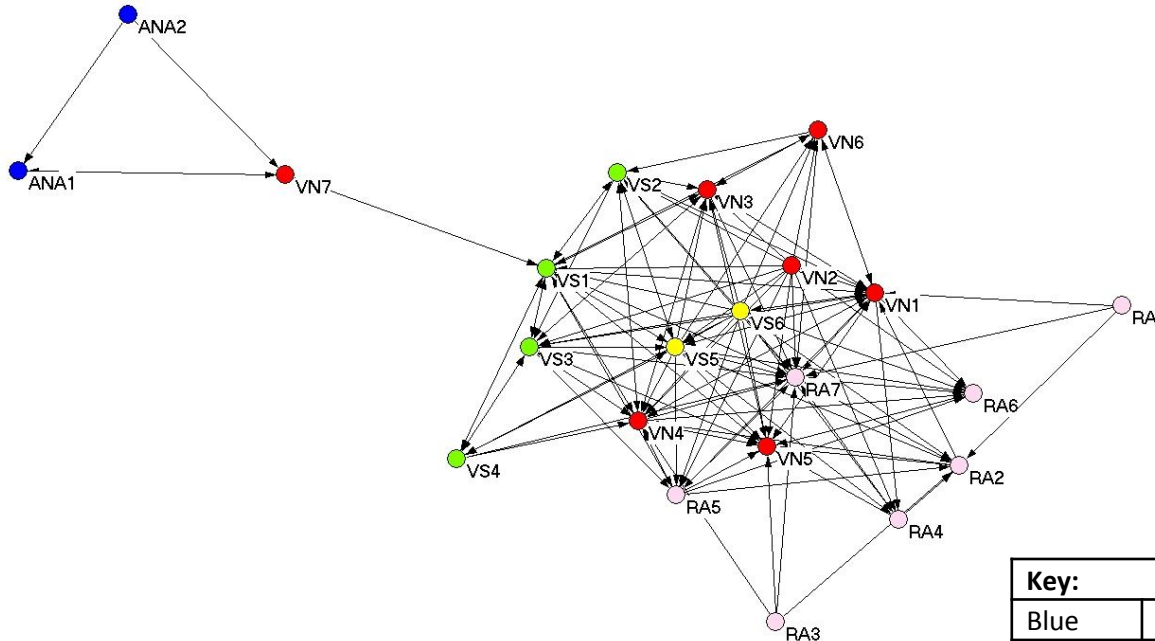 ANA2
VN6
ANA1
VN7
VS2
VN3
VS1
VN2
VN1
VS6
RA
VS3
VS5
RA7
RA6
VN4
VN5
VS4
RA2
RA5
RA4
Key:
Blue
RA3